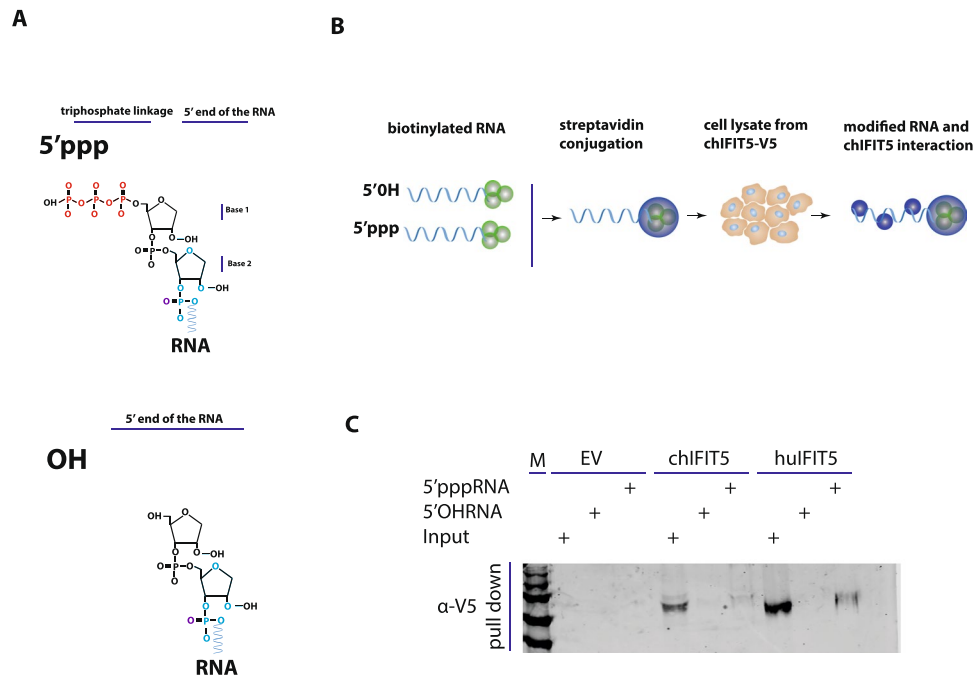 A
triphosphate linkage 5' end of the RNA
5'ppp
O O O
HO-P-O-P-O-P-O O
O O O
Base 1
O O-OH
O=P-O O
O
Base 2
O O-OH
O=P-O
O
RNA
5' end of the RNA
OH
OH O
O O-OH
O=P-O O
O
O O-OH
O=P-O
O
RNA
B
biotinylated RNA
streptavidin
conjugation
cell lysate from
chIFIT5-V5
modified RNA and
chIFIT5 interaction
5'0H
5'ppp
C
M EV chIFIT5 huIFIT5
5'pppRNA + + +
5'OHRNA + + +
Input + + +
α-V5
pull down